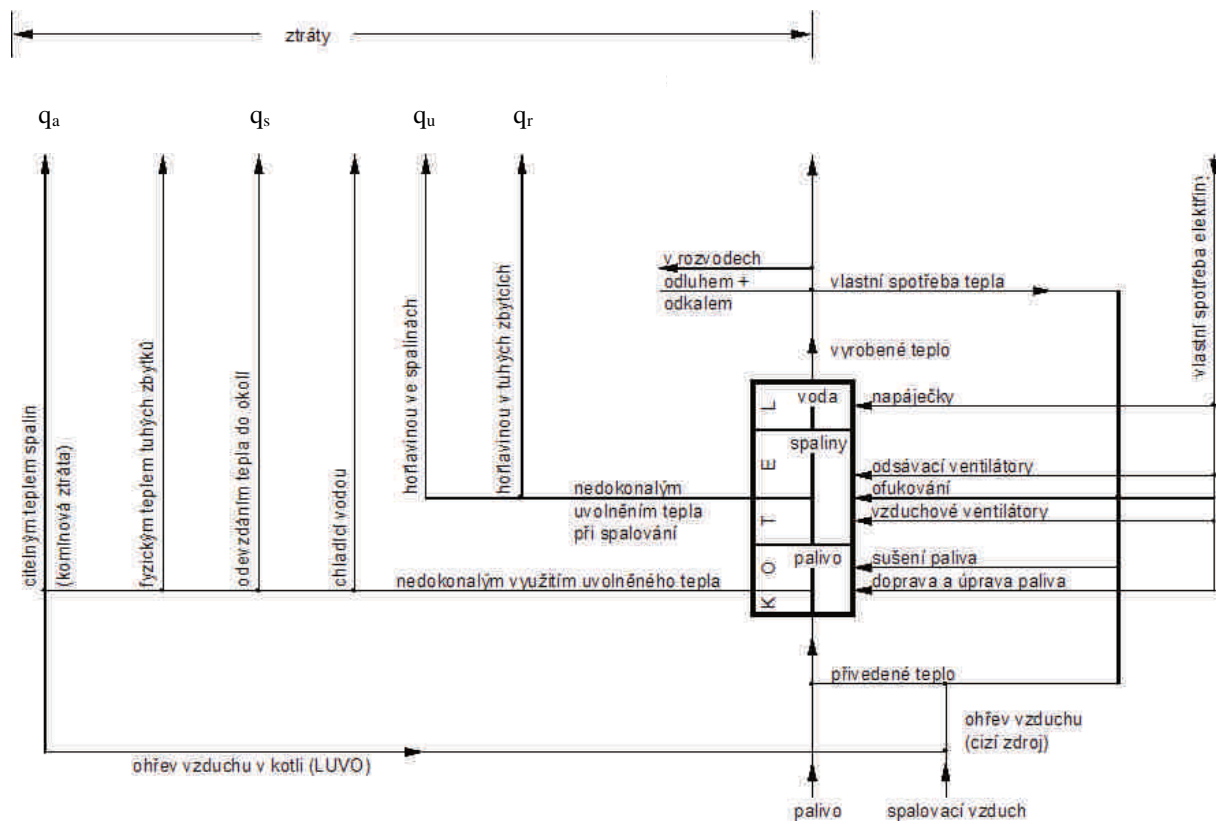 ztráty
qa
qs
qu
qr
citelným teplem spalin
(komínová ztráta)
fyzickým teplem tuhých zbytků
odevzdáním tepla do okolí
chladící vodou
hořlavinou ve spalinách
hořlavinou v tuhých zbytcích
vlastní spotřeba elektřiny
v rozvodech
odluhem +
odkalem
vlastní spotřeba tepla
vyrobené teplo
KOTEL
voda
spaliny
palivo
napáječky
odsávací ventilátory
ofukování
vzduchové ventilátory
sušení paliva
doprava a úprava paliva
nedokonalým
uvolněním tepla
při spalování
nedokonalým využitím uvolněného tepla
přivedené teplo
ohřev vzduchu
(cizí zdroj)
ohřev vzduchu v kotli (LUVO)
palivo
spalovací vzduch